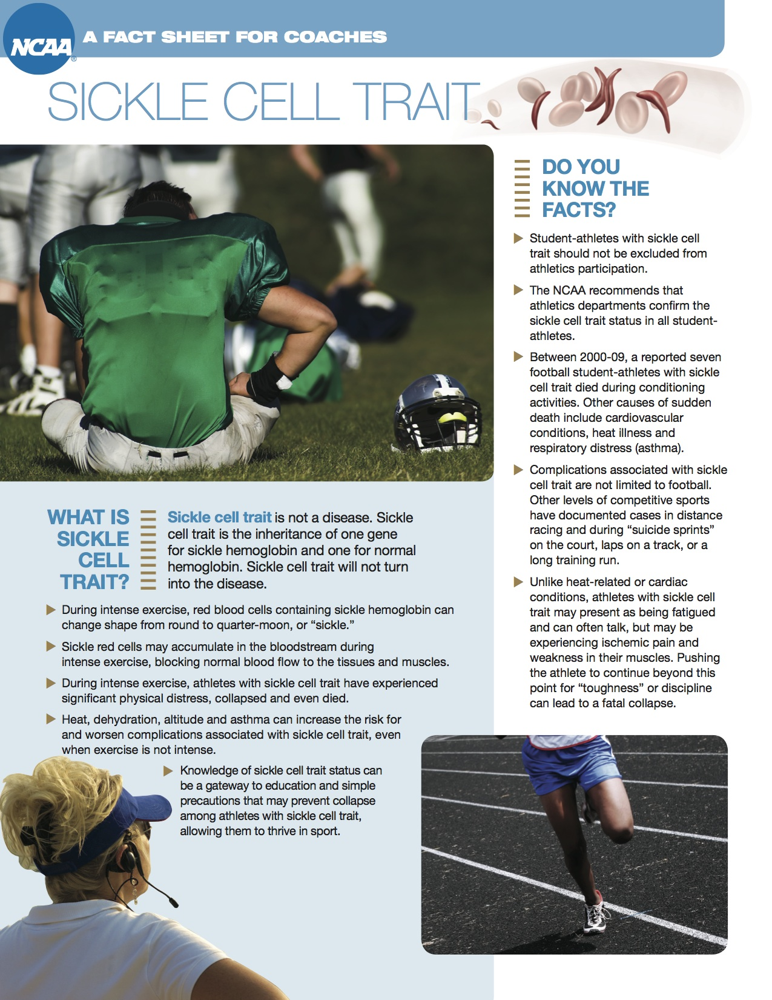 NCAA®
A FACT SHEET FOR COACHES
SICKLE CELL TRAIT
WHAT IS
SICKLE
CELL
TRAIT?
Sickle cell trait is not a disease. Sickle
cell trait is the inheritance of one gene
for sickle hemoglobin and one for normal
hemoglobin. Sickle cell trait will not turn
into the disease.
▶ During intense exercise, red blood cells containing sickle hemoglobin can
change shape from round to quarter-moon, or “sickle.”
▶ Sickle red cells may accumulate in the bloodstream during
intense exercise, blocking normal blood flow to the tissues and muscles.
▶ During intense exercise, athletes with sickle cell trait have experienced
significant physical distress, collapsed and even died.
▶ Heat, dehydration, altitude and asthma can increase the risk for
and worsen complications associated with sickle cell trait, even
when exercise is not intense.
▶ Knowledge of sickle cell trait status can
be a gateway to education and simple
precautions that may prevent collapse
among athletes with sickle cell trait,
allowing them to thrive in sport.
DO YOU
KNOW THE
FACTS?
▶ Student-athletes with sickle cell
trait should not be excluded from
athletics participation.
▶ The NCAA recommends that
athletics departments confirm the
sickle cell trait status in all student-
athletes.
▶ Between 2000-09, a reported seven
football student-athletes with sickle
cell trait died during conditioning
activities. Other causes of sudden
death include cardiovascular
conditions, heat illness and
respiratory distress (asthma).
▶ Complications associated with sickle
cell trait are not limited to football.
Other levels of competitive sports
have documented cases in distance
racing and during “suicide sprints”
on the court, laps on a track, or a
long training run.
▶ Unlike heat-related or cardiac
conditions, athletes with sickle cell
trait may present as being fatigued
and can often talk, but may be
experiencing ischemic pain and
weakness in their muscles. Pushing
the athlete to continue beyond this
point for “toughness” or discipline
can lead to a fatal collapse.